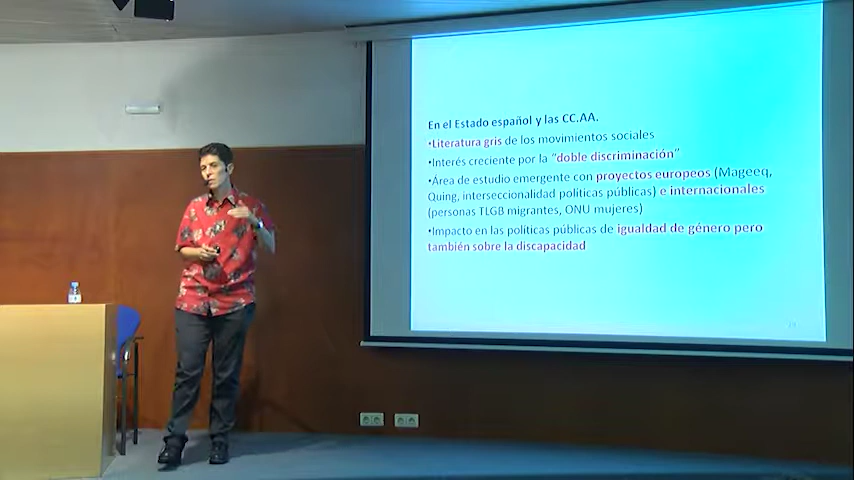 En el Estado español y las CC.AA.
•Literatura gris de los movimientos sociales
•Interés creciente por la "doble discriminación"
•Área de estudio emergente con proyectos europeos (Mageeq,
Quing, interseccionalidad políticas públicas) e internacionales
(personas TLGB migrantes, ONU mujeres)
•Impacto en las políticas públicas de igualdad de género pero
también sobre la discapacidad